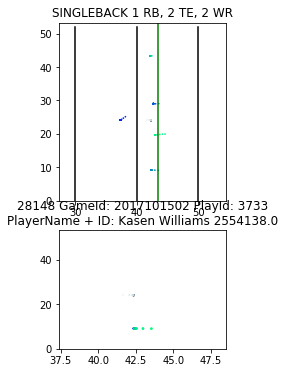 SINGLEBACK 1 RB, 2 TE, 2 WR
50
40
30
20
10
0
30 40 50
28148 GameId: 2017101502 PlayId: 3733
PlayerName + ID: Kasen Williams 2554138.0
40
20
0
37.5 40.0 42.5 45.0 47.5